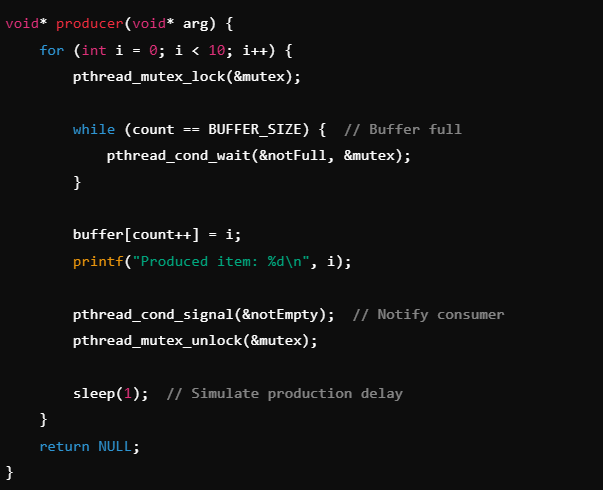 void* producer(void* arg) {
    for (int i = 0; i < 10; i++) {
        pthread_mutex_lock(&mutex);

        while (count == BUFFER_SIZE) {  // Buffer full
            pthread_cond_wait(&notFull, &mutex);
        }

        buffer[count++] = i;
        printf("Produced item: %d\n", i);

        pthread_cond_signal(&notEmpty);  // Notify consumer
        pthread_mutex_unlock(&mutex);

        sleep(1);  // Simulate production delay
    }
    return NULL;
}